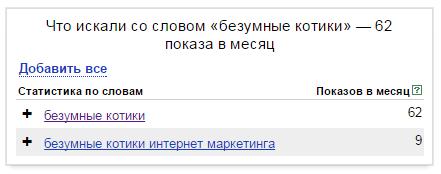 Что искали со словом «безумные котики» — 62
показа в месяц
Добавить все
Статистика по словам Показов в месяц ?
+ безумные котики 62
+ безумные котики интернет маркетинга 9